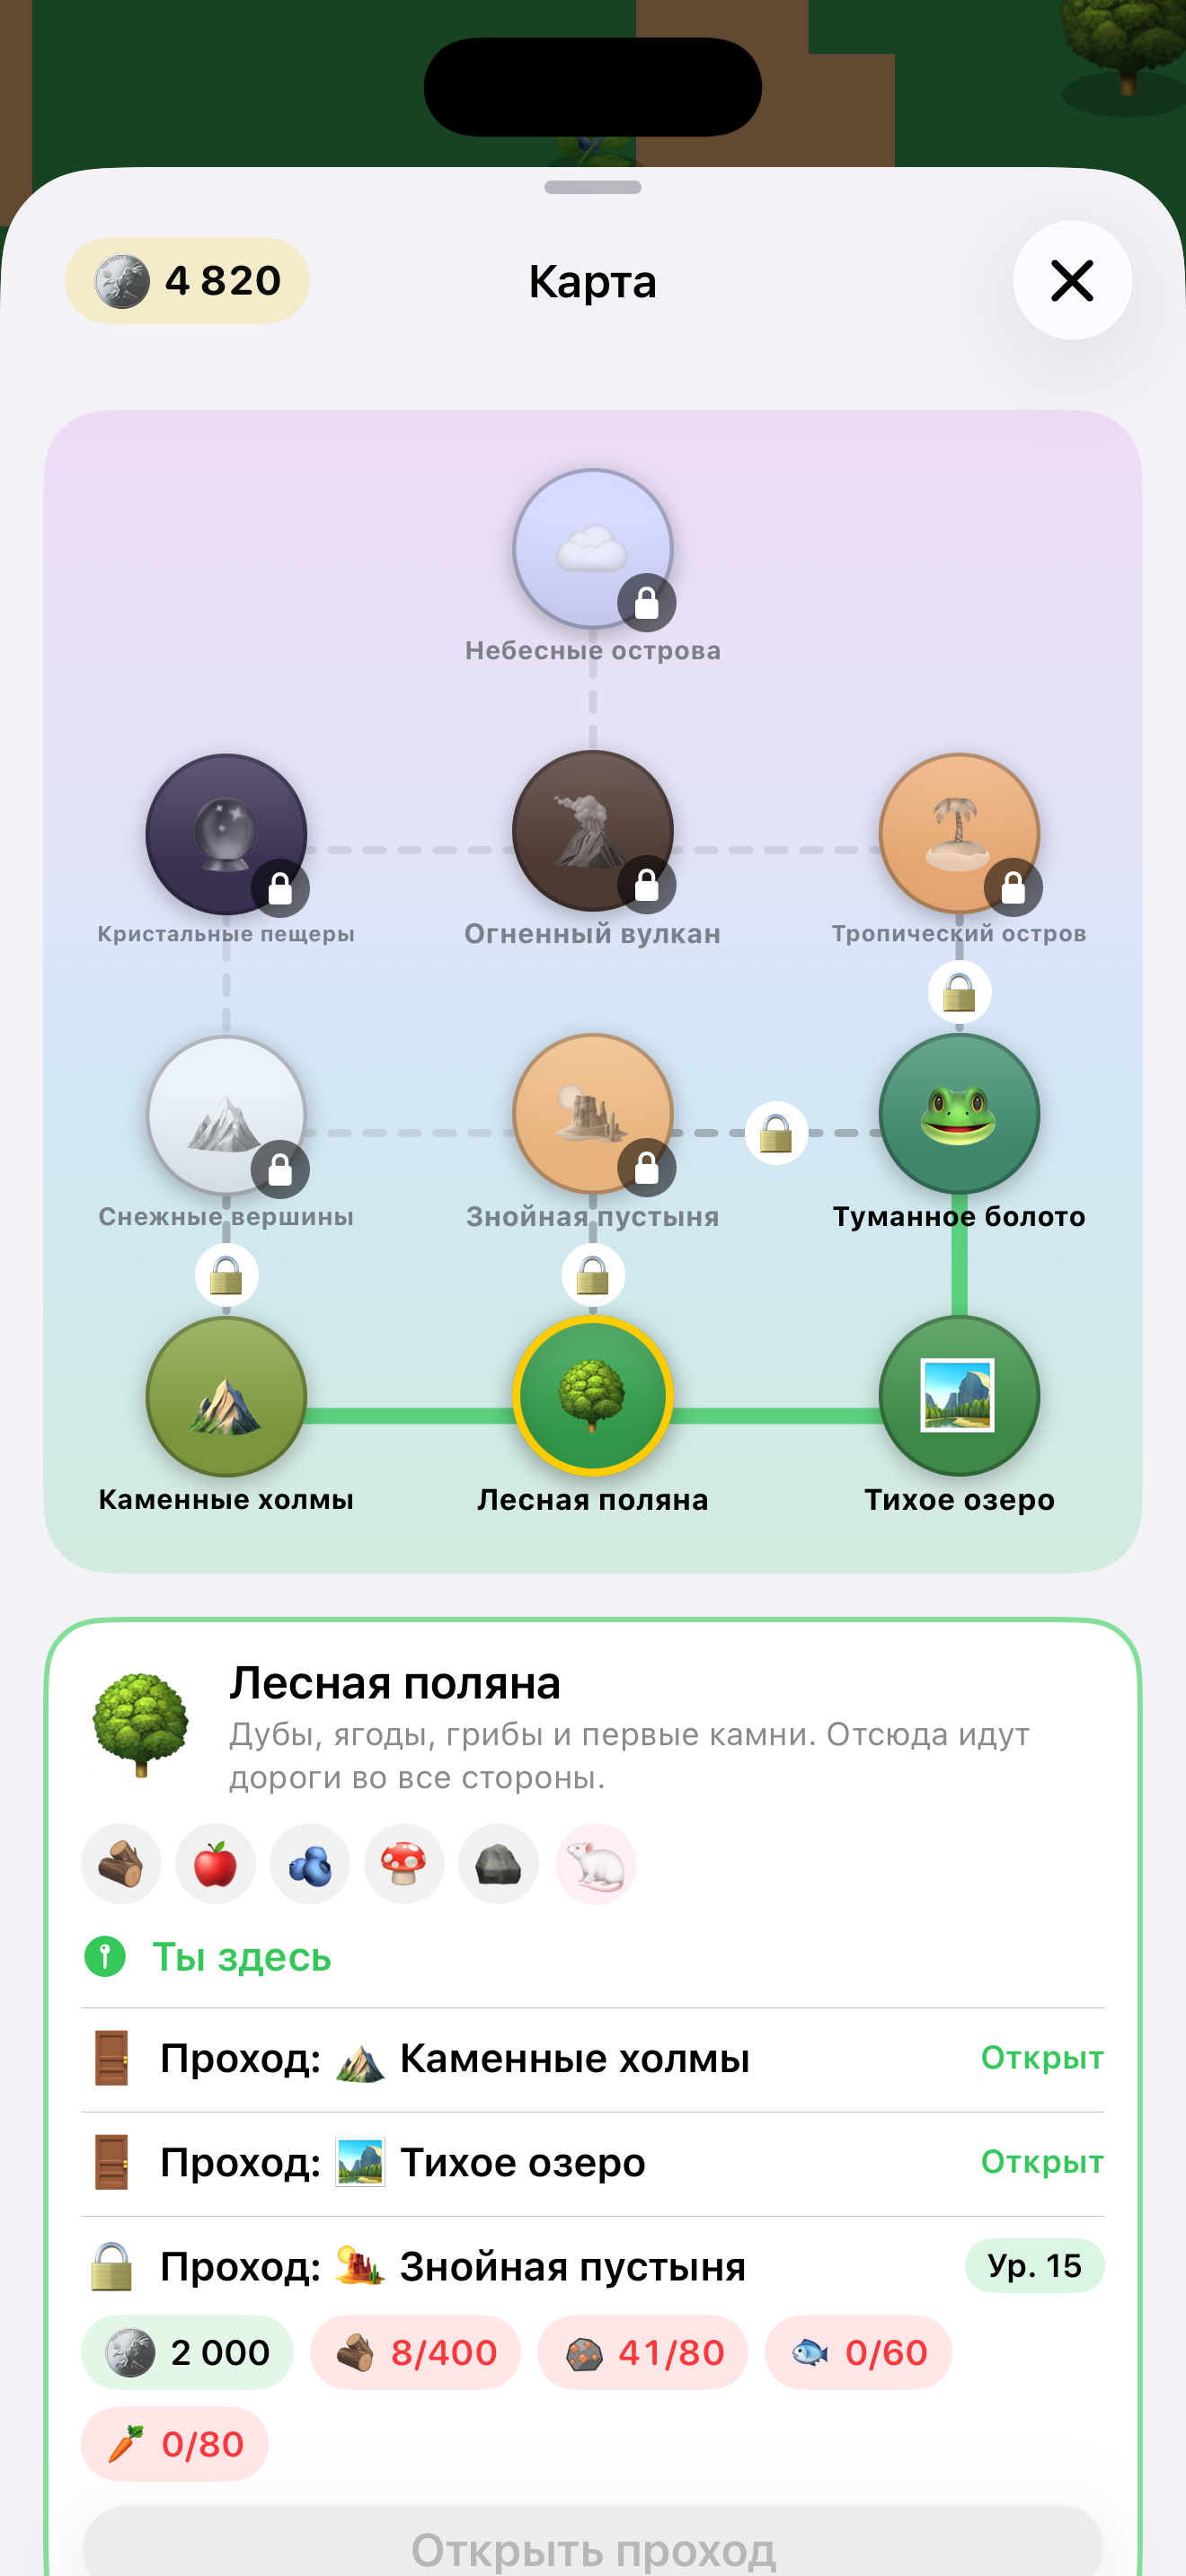 4 820
Карта
Небесные острова
Кристальные пещеры
Огненный вулкан
Тропический остров
Снежные вершины
Знойная пустыня
Туманное болото
Каменные холмы
Лесная поляна
Тихое озеро
Лесная поляна
Дубы, ягоды, грибы и первые камни. Отсюда идут
дороги во все стороны.
Ты здесь
Проход: Каменные холмы
Открыт
Проход: Тихое озеро
Открыт
Проход: Знойная пустыня
Ур. 15
2 000
8/400
41/80
0/60
0/80
Открыть проход